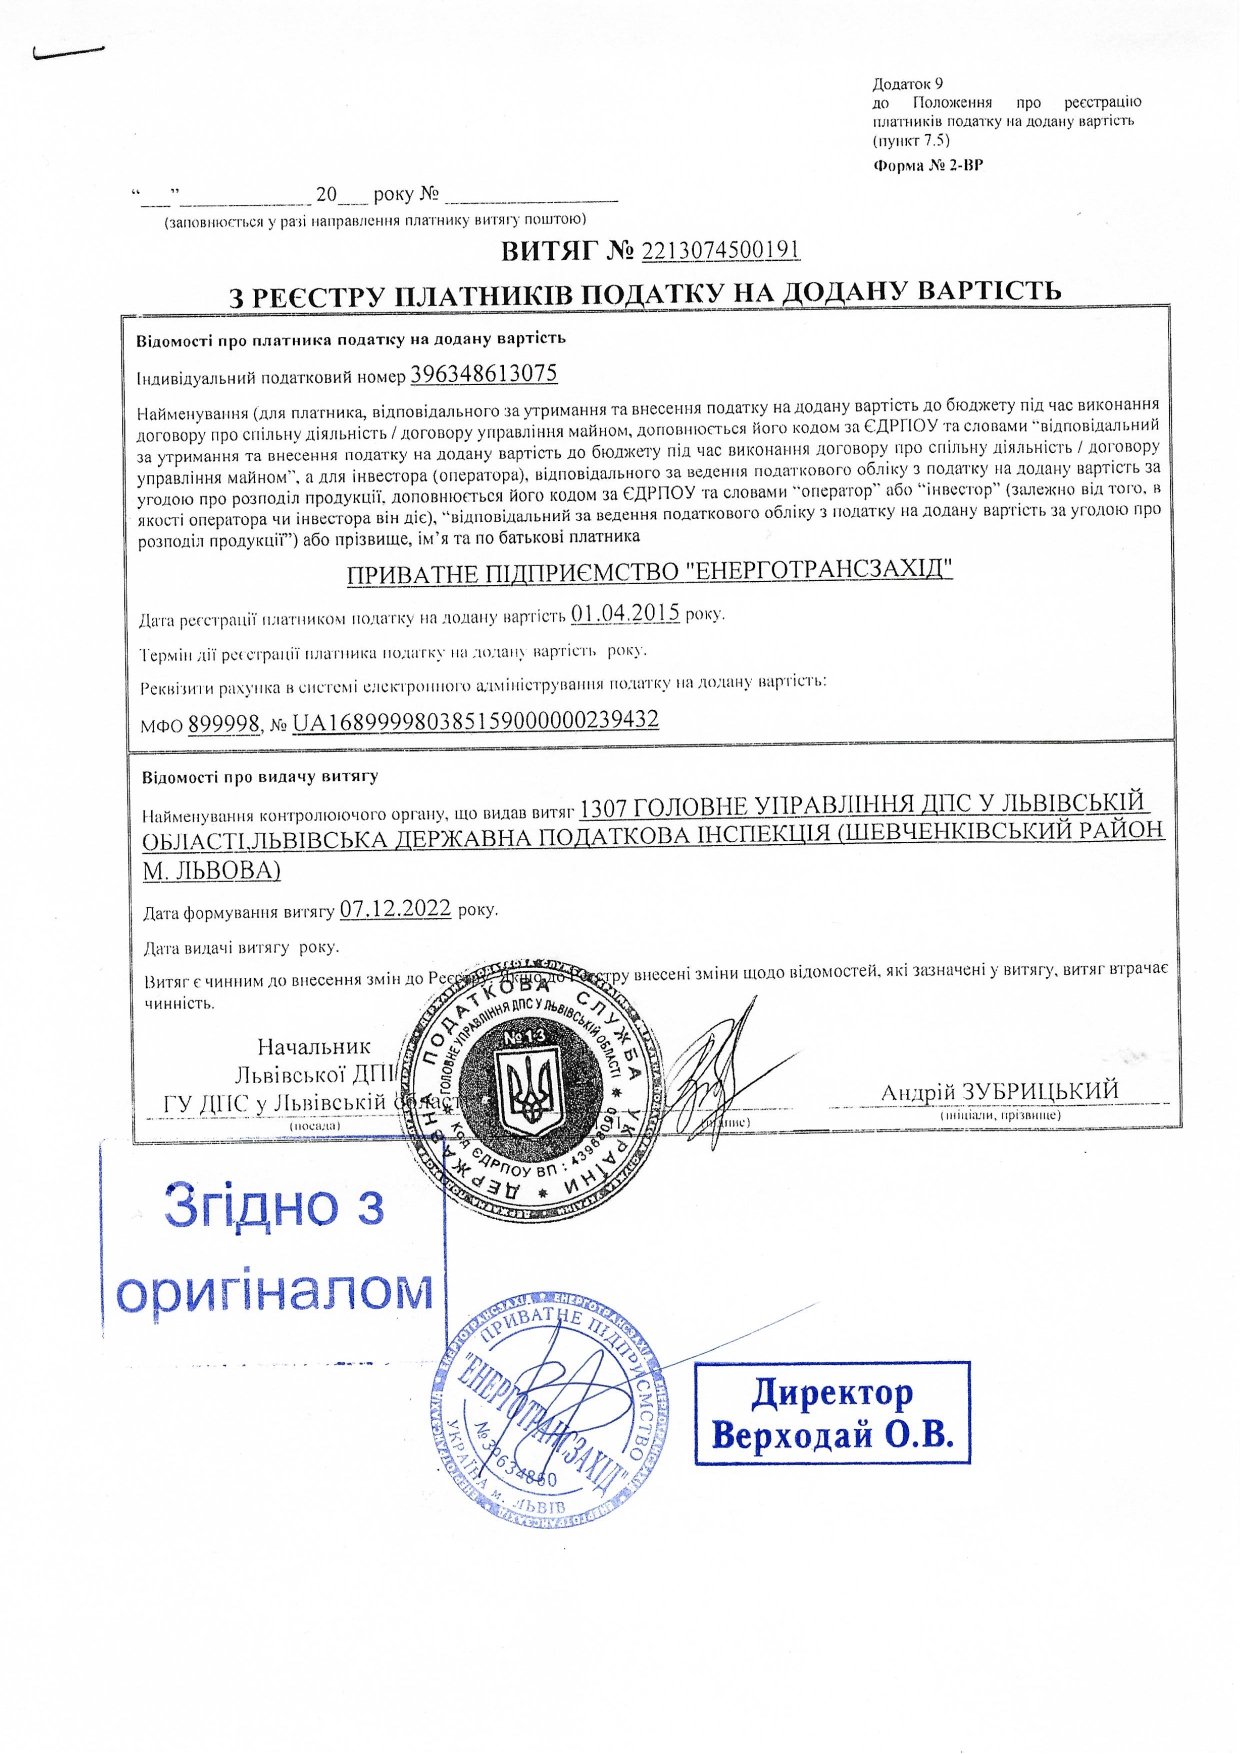 Додаток 9
до Положення про реєстрацію
платників податку на додану вартість
(пункт 7.5)
Форма № 2-ВР
“___”_____________ 20___ року № _________________
(заповнюється у разі направлення платнику витягу поштою)
ВИТЯГ № 2213074500191
З РЕЄСТРУ ПЛАТНИКІВ ПОДАТКУ НА ДОДАНУ ВАРТІСТЬ
Відомості про платника податку на додану вартість
Індивідуальний податковий номер 396348613075
Найменування (для платника, відповідального за утримання та внесення податку на додану вартість до бюджету під час виконання
договору про спільну діяльність / договору управління майном, доповнюється його кодом за ЄДРПОУ та словами “відповідальний
за утримання та внесення податку на додану вартість до бюджету під час виконання договору про спільну діяльність / договору
управління майном”, а для інвестора (оператора), відповідального за ведення податкового обліку з податку на додану вартість за
угодою про розподіл продукції, доповнюється його кодом за ЄДРПОУ та словами “оператор” або “інвестор” (залежно від того, в
якості оператора чи інвестора він діє), “відповідальний за ведення податкового обліку з податку на додану вартість за угодою про
розподіл продукції”) або прізвище, ім’я та по батькові платника
ПРИВАТНЕ ПІДПРИЄМСТВО "ЕНЕРГОТРАНСЗАХІД"
Дата реєстрації платником податку на додану вартість 01.04.2015 року.
Термін дії реєстрації платника податку на додану вартість року.
Реквізити рахунка в системі електронного адміністрування податку на додану вартість:
МФО 899998, № UA168999980385159000000239432
Відомості про видачу витягу
Найменування контролюючого органу, що видав витяг 1307 ГОЛОВНЕ УПРАВЛІННЯ ДПС У ЛЬВІВСЬКІЙ
ОБЛАСТІ,ЛЬВІВСЬКА ДЕРЖАВНА ПОДАТКОВА ІНСПЕКЦІЯ (ШЕВЧЕНКІВСЬКИЙ РАЙОН
М. ЛЬВОВА)
Дата формування витягу 07.12.2022 року.
Дата видачі витягу року.
Витяг є чинним до внесення змін до Реєстру. Якщо до Реєстру внесені зміни щодо відомостей, які зазначені у витягу, витяг втрачає
чинність.
Начальник
Львівської ДПІ
ГУ ДПС у Львівській област
Андрій ЗУБРИЦЬКИЙ
(посада)
(підпис)
(ініціали, прізвище)
ДЕРЖАВНА ПОДАТКОВА СЛУЖБА УКРАЇНИ
ГОЛОВНЕ УПРАВЛІННЯ ДПС У ЛЬВІВСЬКІЙ ОБЛАСТІ
№13
Код ЄДРПОУ ВП : 43968090
Згідно з
оригіналом
ПРИВАТНЕ ПІДПРИЄМСТВО
"ЕНЕРГОТРАНСЗАХІД"
№39634860
УКРАЇНА м. ЛЬВІВ
Директор
Верходай О.В.